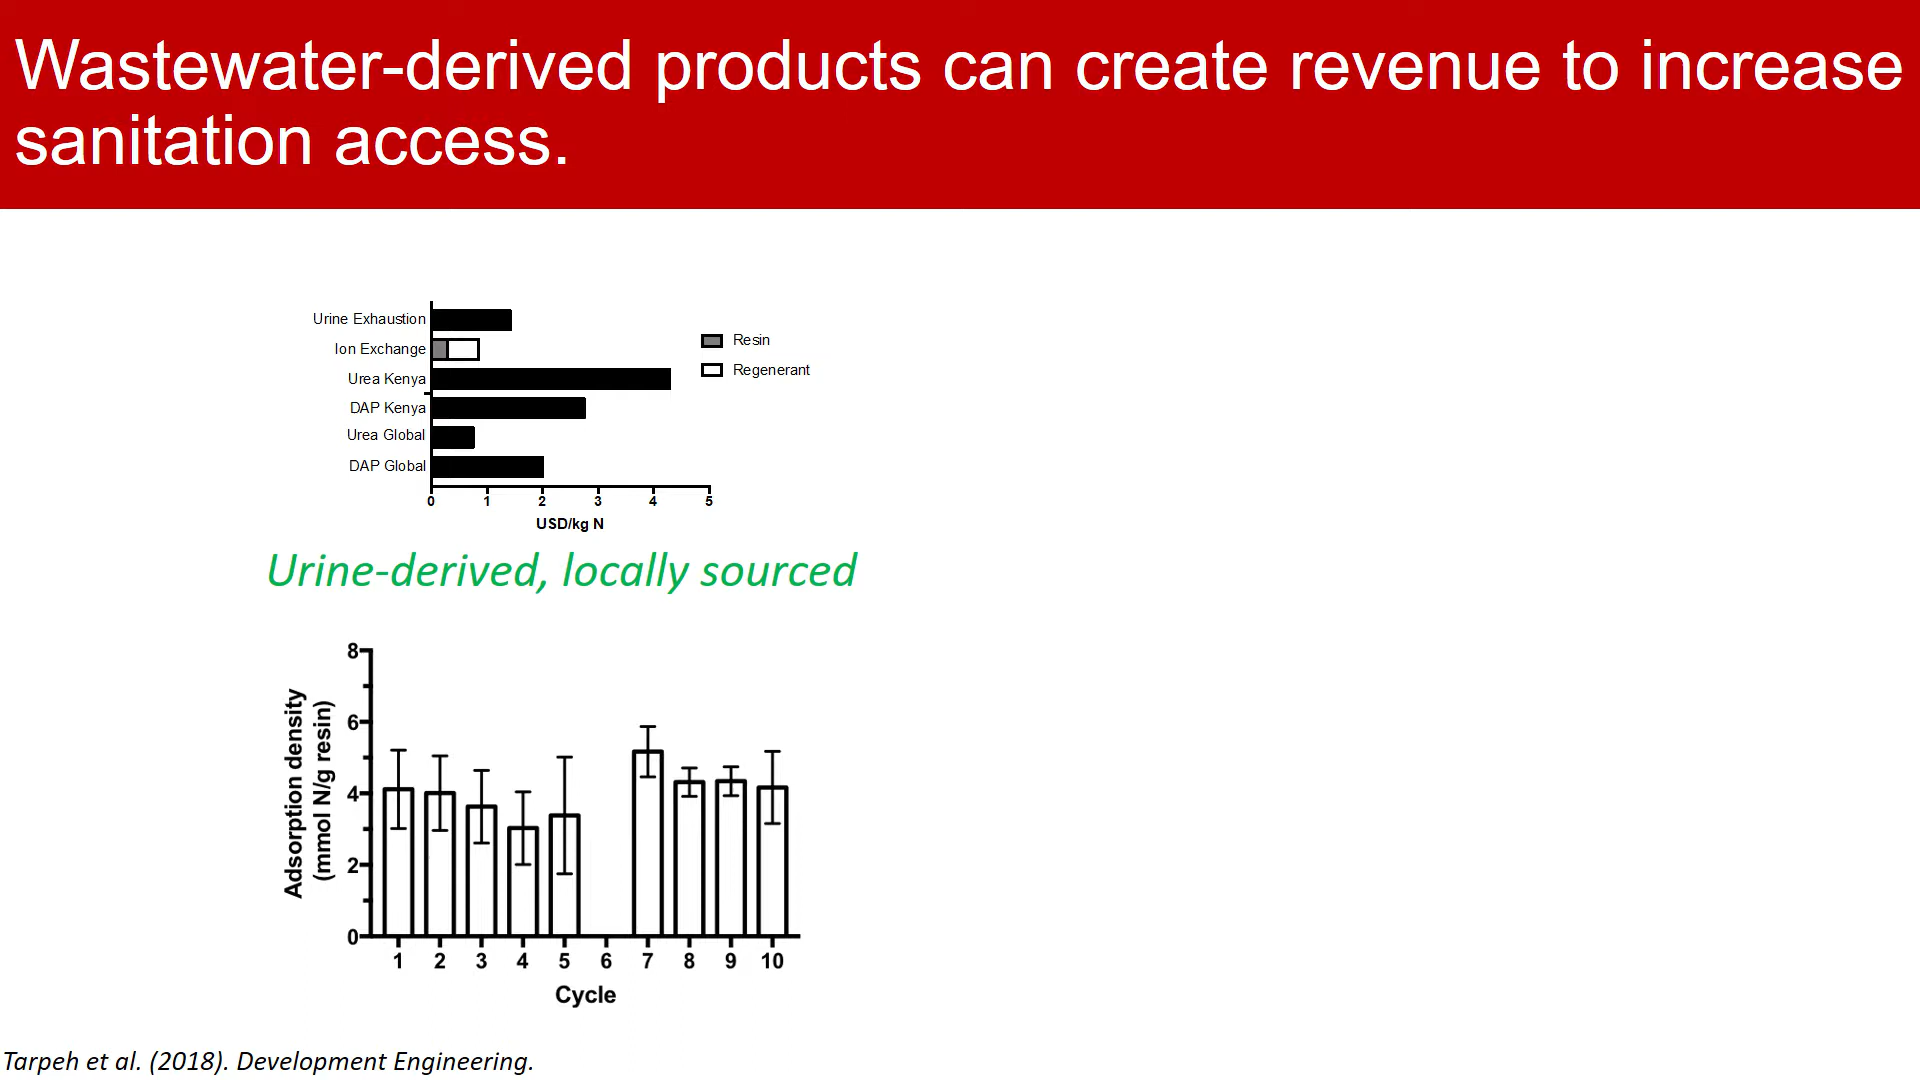 Wastewater-derived products can create revenue to increase
sanitation access.
Urine Exhaustion
Ion Exchange
Urea Kenya
DAP Kenya
Urea Global
DAP Global
Resin
Regenerant
0 1 2 3 4 5
USD/kg N
Urine-derived, locally sourced
Adsorption density
(mmol N/g resin)
8
6
4
2
0
1 2 3 4 5 6 7 8 9 10
Cycle
Tarpeh et al. (2018). Development Engineering.